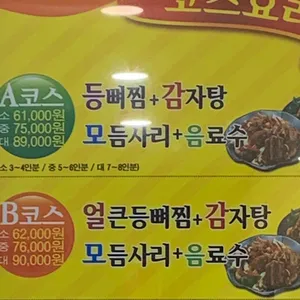 코스요금
A코스
소 61,000원
중 75,000원
대 89,000원
등뼈찜+감자탕
모듬사리+음료수
(소 3~4인분 / 중 5~6인분 / 대 7~8인분)
B코스
소 62,000원
중 76,000원
대 90,000원
얼큰등뼈찜+감자탕
모듬사리+음료수